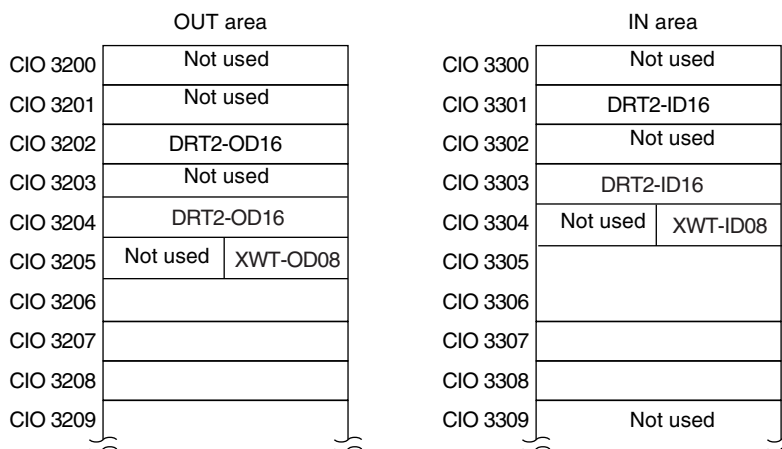 OUT area
CIO 3200 Not used
CIO 3201 Not used
CIO 3202 DRT2-OD16
CIO 3203 Not used
CIO 3204 DRT2-OD16
CIO 3205 Not used XWT-OD08
CIO 3206
CIO 3207
CIO 3208
CIO 3209
IN area
CIO 3300 Not used
CIO 3301 DRT2-ID16
CIO 3302 Not used
CIO 3303 DRT2-ID16
CIO 3304 Not used XWT-ID08
CIO 3305
CIO 3306
CIO 3307
CIO 3308
CIO 3309 Not used